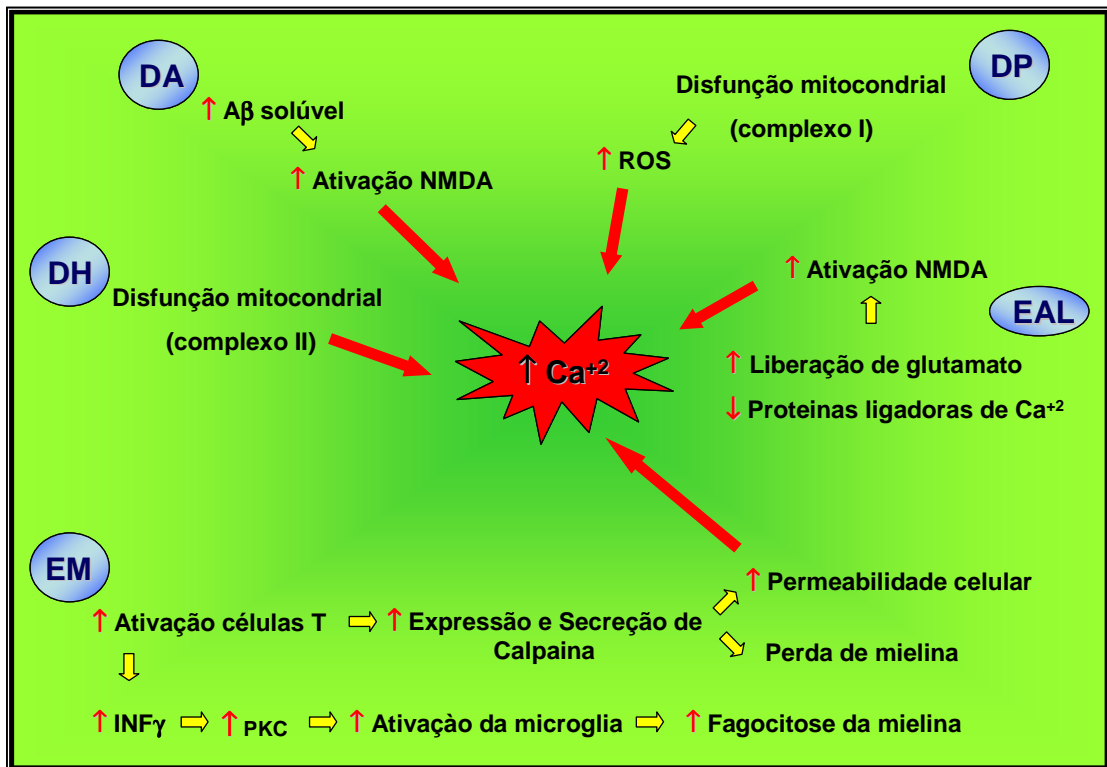 DA
↑ Aβ solúvel
↑ Ativação NMDA
DP
Disfunção mitocondrial
(complexo I)
↑ ROS
DH
Disfunção mitocondrial
(complexo II)
↑ Ativação NMDA
EAL
↑ Liberação de glutamato
↓ Proteinas ligadoras de Ca+2
↑ Ca+2
EM
↑ Ativação células T
↑ Expressão e Secreção de
Calpaina
↑ Permeabilidade celular
Perda de mielina
↑ INFγ
↑ PKC
↑ Ativaçào da microglia
↑ Fagocitose da mielina